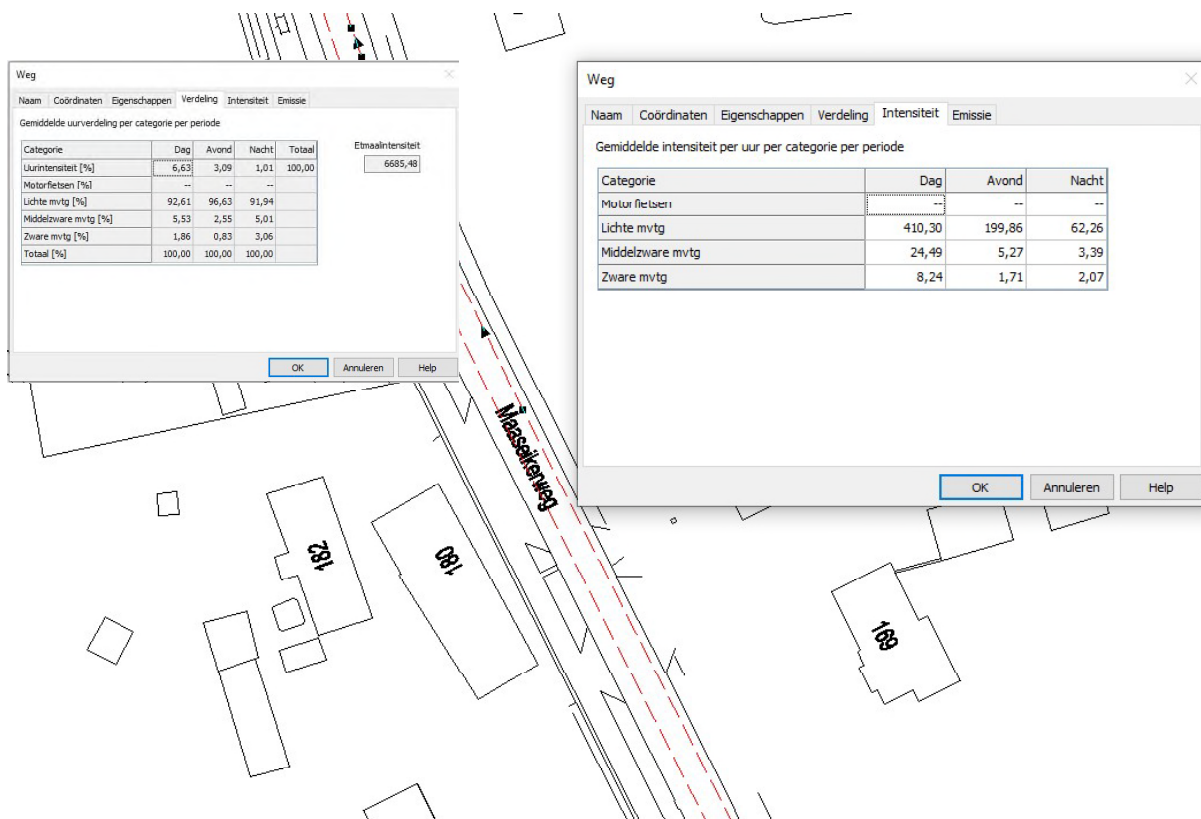 Weg
Naam Coördinaten Eigenschappen Verdeling Intensiteit Emissie
Gemiddelde uurverdeling per categorie per periode
Categorie Dag Avond Nacht Totaal
Etmaalintensiteit
Uurintensiteit [%] 6,63 3,09 1,01 100,00
6685,48
Motorfietsen [%] -- -- --
Lichte mvtg [%] 92,61 96,63 91,94
Middelzware mvtg [%] 5,53 2,55 5,01
Zware mvtg [%] 1,86 0,83 3,06
Totaal [%] 100,00 100,00 100,00
OK Annuleren Help
Weg
Naam Coördinaten Eigenschappen Verdeling Intensiteit Emissie
Gemiddelde intensiteit per uur per categorie per periode
Categorie Dag Avond Nacht
Motorfietsen -- -- --
Lichte mvtg 410,30 199,86 62,26
Middelzware mvtg 24,49 5,27 3,39
Zware mvtg 8,24 1,71 2,07
OK Annuleren Help
Maaseikerweg
182
180
169